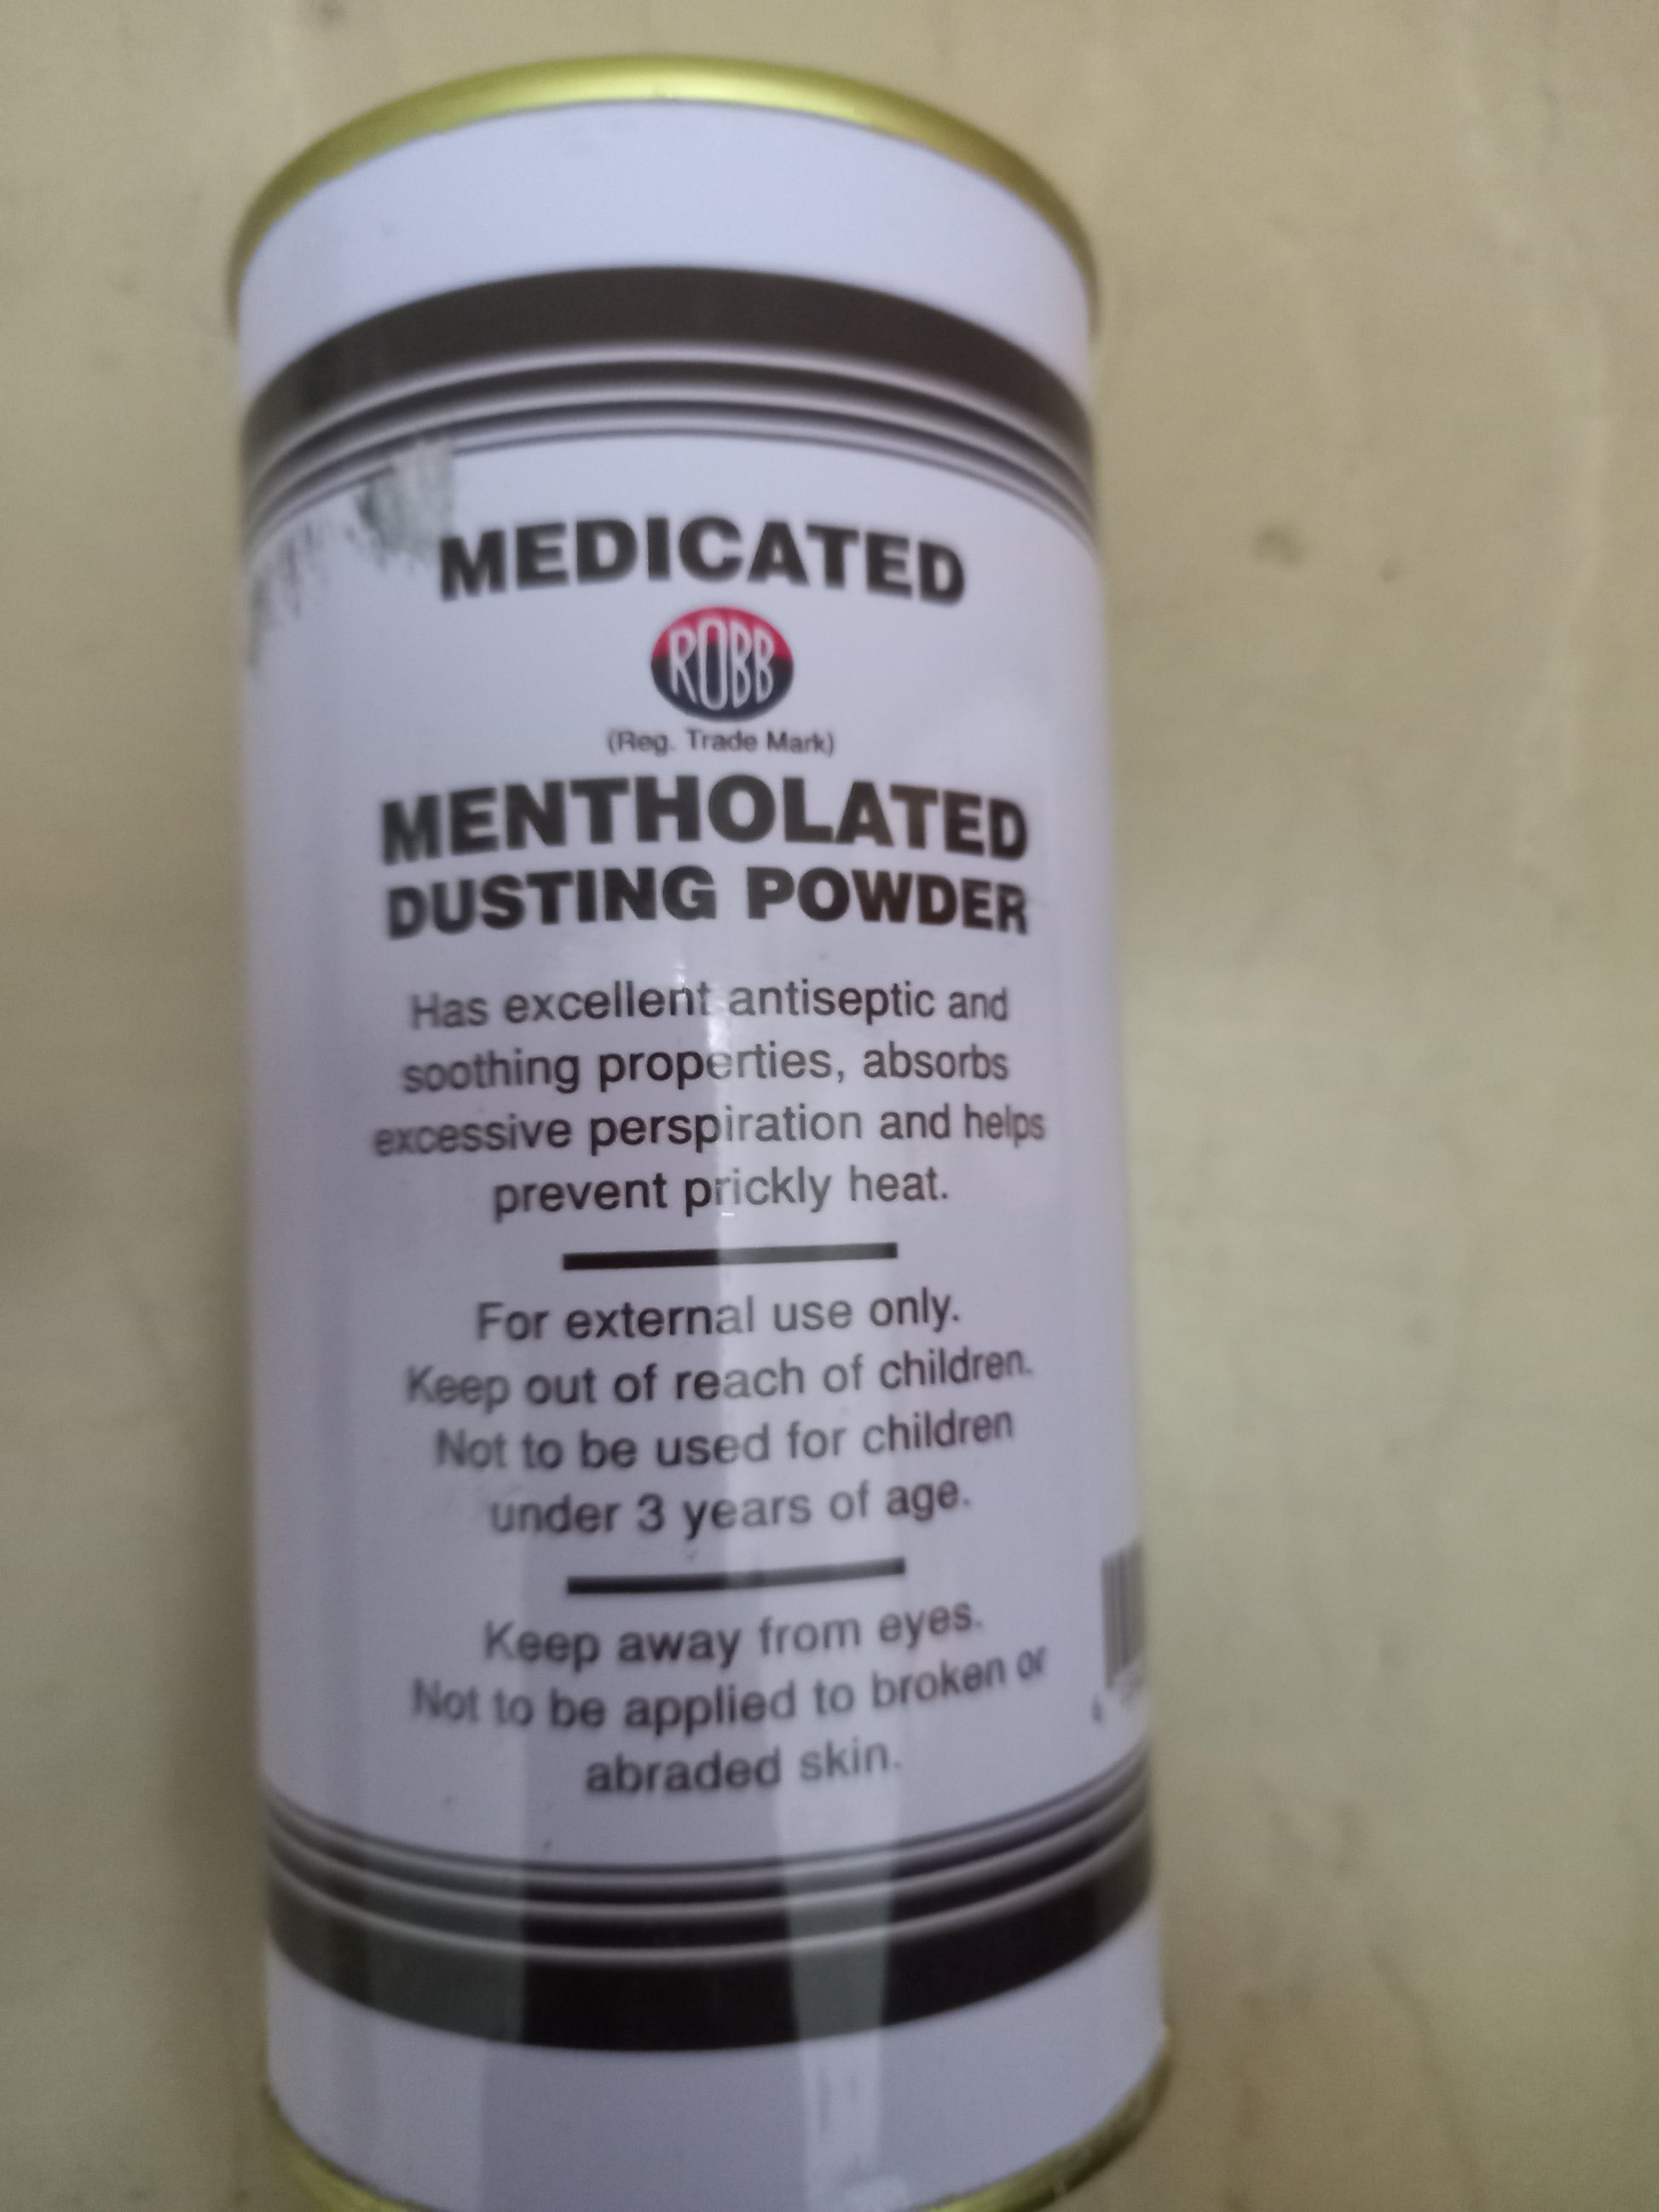 MEDICATED
ROBB
(Reg. Trade Mark)
MENTHOLATED
DUSTING POWDER
Has excellent antiseptic and
soothing properties, absorbs
excessive perspiration and helps
prevent prickly heat.
For external use only.
Keep out of reach of children.
Not to be used for children
under 3 years of age.
Keep away from eyes.
Not to be applied to broken or
abraded skin.